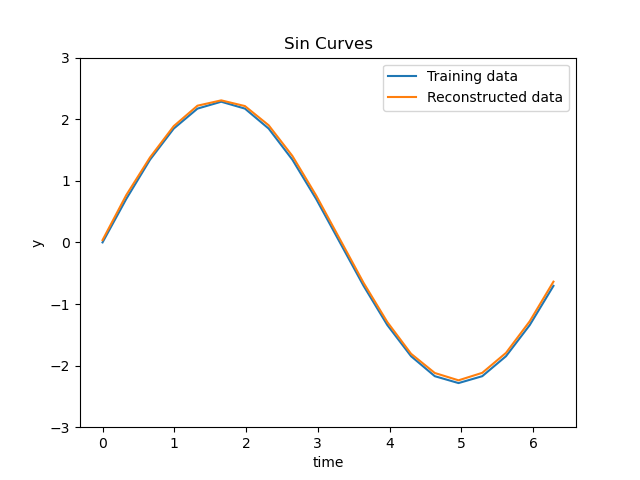 Sin Curves
Training data
Reconstructed data
y
3
2
1
0
−1
−2
−3
0 1 2 3 4 5 6
time